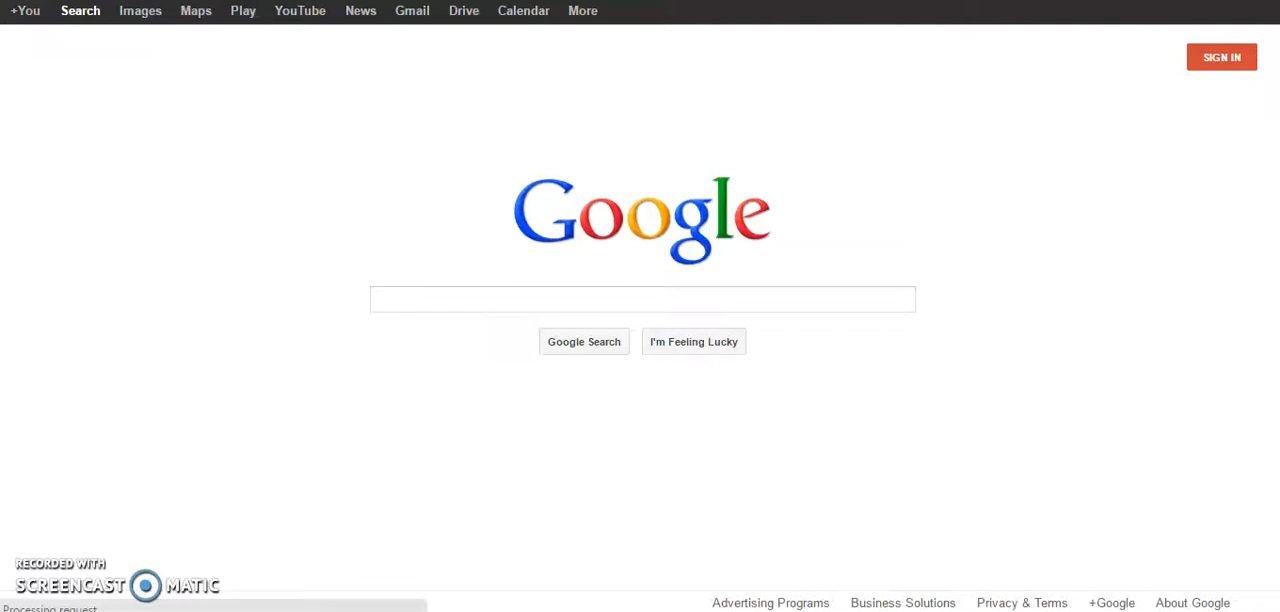 +You Search Images Maps Play YouTube News Gmail Drive Calendar More
SIGN IN
Google
Google Search I'm Feeling Lucky
RECORDED WITH
SCREENCAST MATIC
Processing request
Advertising Programs Business Solutions Privacy & Terms +Google About Google